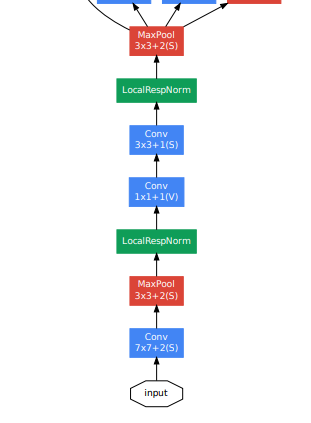 MaxPool
3x3+2(S)
LocalRespNorm
Conv
3x3+1(S)
Conv
1x1+1(V)
LocalRespNorm
MaxPool
3x3+2(S)
Conv
7x7+2(S)
input